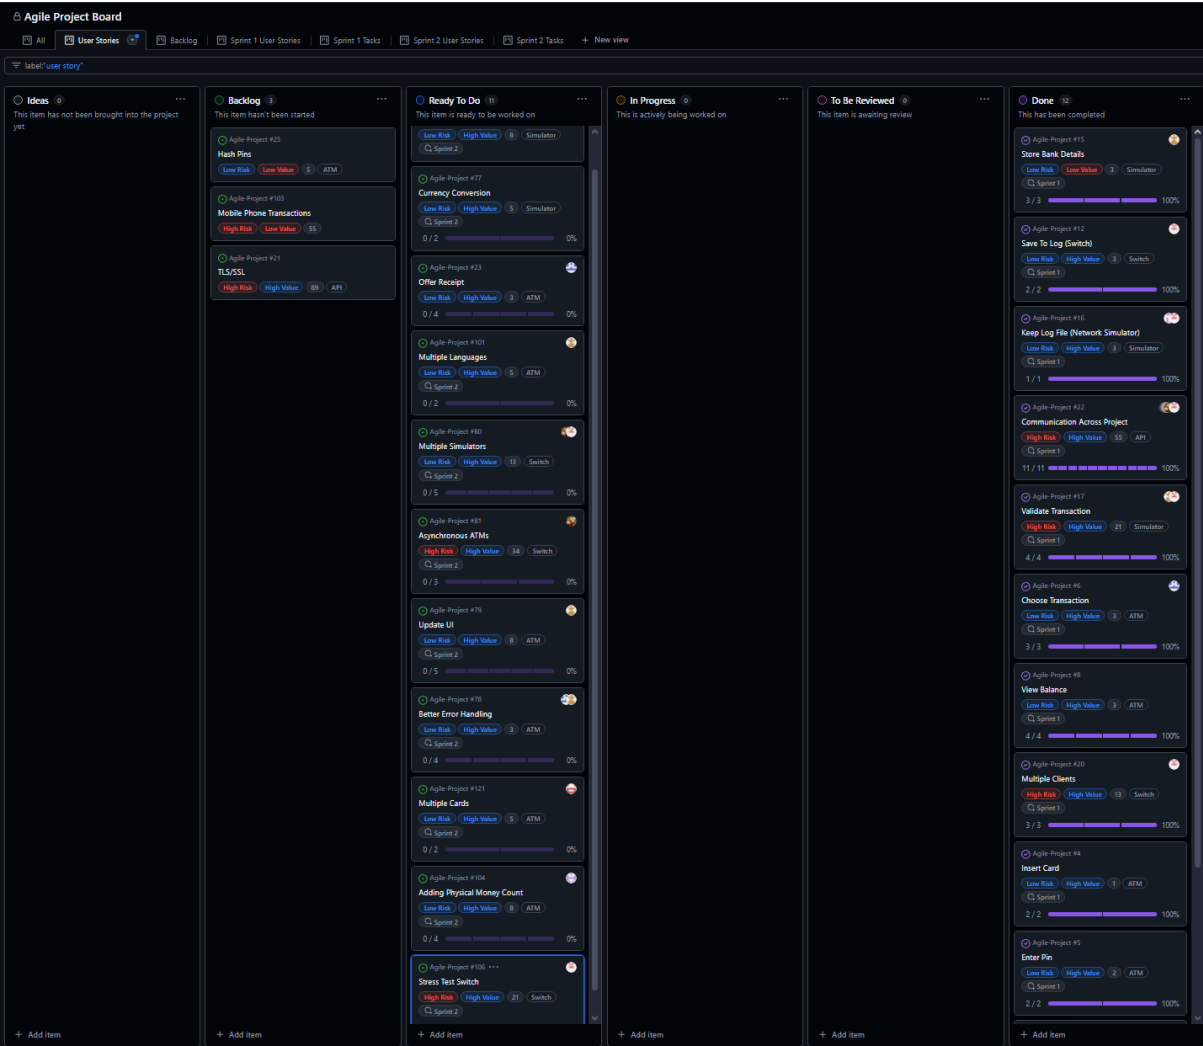 Agile Project Board
All
User Stories
Backlog
Sprint 1 User Stories
Sprint 1 Tasks
Sprint 2 User Stories
Sprint 2 Tasks
+ New view
label:"user story"
Ideas 0
This item has not been brought into the project
yet
+ Add item
Backlog 3
This item hasn't been started
Agile-Project #25
Hash Pins
Low Risk Low Value 5 ATM
Agile-Project #103
Mobile Phone Transactions
High Risk Low Value 55
Agile-Project #21
TLS/SSL
High Risk High Value 89 API
+ Add item
Ready To Do 11
This item is ready to be worked on
Low Risk High Value 8 Simulator
Sprint 2
Agile-Project #77
Currency Conversion
Low Risk High Value 5 Simulator
Sprint 2
0 / 2 0%
Agile-Project #23
Offer Receipt
Low Risk High Value 3 ATM
0 / 4 0%
Agile-Project #101
Multiple Languages
Low Risk High Value 5 ATM
Sprint 2
0 / 2 0%
Agile-Project #80
Multiple Simulators
Low Risk High Value 13 Switch
Sprint 2
0 / 5 0%
Agile-Project #81
Asynchronous ATMs
High Risk High Value 34 Switch
Sprint 2
0 / 3 0%
Agile-Project #79
Update UI
Low Risk High Value 8 ATM
Sprint 2
0 / 5 0%
Agile-Project #78
Better Error Handling
Low Risk High Value 3 ATM
Sprint 2
0 / 4 0%
Agile-Project #121
Multiple Cards
Low Risk High Value 5 ATM
Sprint 2
0 / 2 0%
Agile-Project #104
Adding Physical Money Count
Low Risk High Value 8 ATM
Sprint 2
0 / 4 0%
Agile-Project #106 ...
Stress Test Switch
High Risk High Value 21 Switch
Sprint 2
+ Add item
In Progress 0
This is actively being worked on
+ Add item
To Be Reviewed 0
This item is awaiting review
+ Add item
Done 12
This has been completed
Agile-Project #15
Store Bank Details
Low Risk Low Value 3 Simulator
Sprint 1
3 / 3 100%
Agile-Project #12
Save To Log (Switch)
Low Risk High Value 3 Switch
Sprint 1
2 / 2 100%
Agile-Project #16
Keep Log File (Network Simulator)
Low Risk High Value 3 Simulator
Sprint 1
1 / 1 100%
Agile-Project #22
Communication Across Project
High Risk High Value 55 API
Sprint 1
11 / 11 100%
Agile-Project #17
Validate Transaction
High Risk High Value 21 Simulator
Sprint 1
4 / 4 100%
Agile-Project #6
Choose Transaction
Low Risk High Value 3 ATM
Sprint 1
3 / 3 100%
Agile-Project #8
View Balance
Low Risk High Value 3 ATM
Sprint 1
4 / 4 100%
Agile-Project #20
Multiple Clients
High Risk High Value 13 Switch
Sprint 1
3 / 3 100%
Agile-Project #4
Insert Card
Low Risk High Value 1 ATM
Sprint 1
2 / 2 100%
Agile-Project #5
Enter Pin
Low Risk High Value 2 ATM
Sprint 1
2 / 2 100%
+ Add item